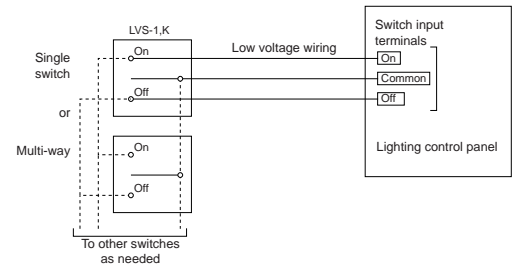 LVS-1,K
Single
switch
or
Multi-way
On
Off
On
Off
Low voltage wiring
Switch input
terminals
On
Common
Off
Lighting control panel
To other switches
as needed